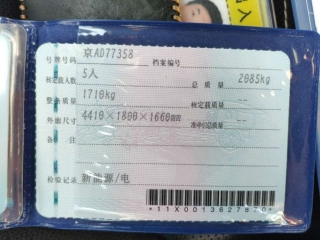 号牌号码 京AD77358 档案编号
核定载人数 5人 总质量 2085kg
整备质量 1710kg 核定载质量 --
外廓尺寸 4410×1800×1660mm 准牵引总质量 --
备注
检验记录 新能源/电
*11X0013627870*